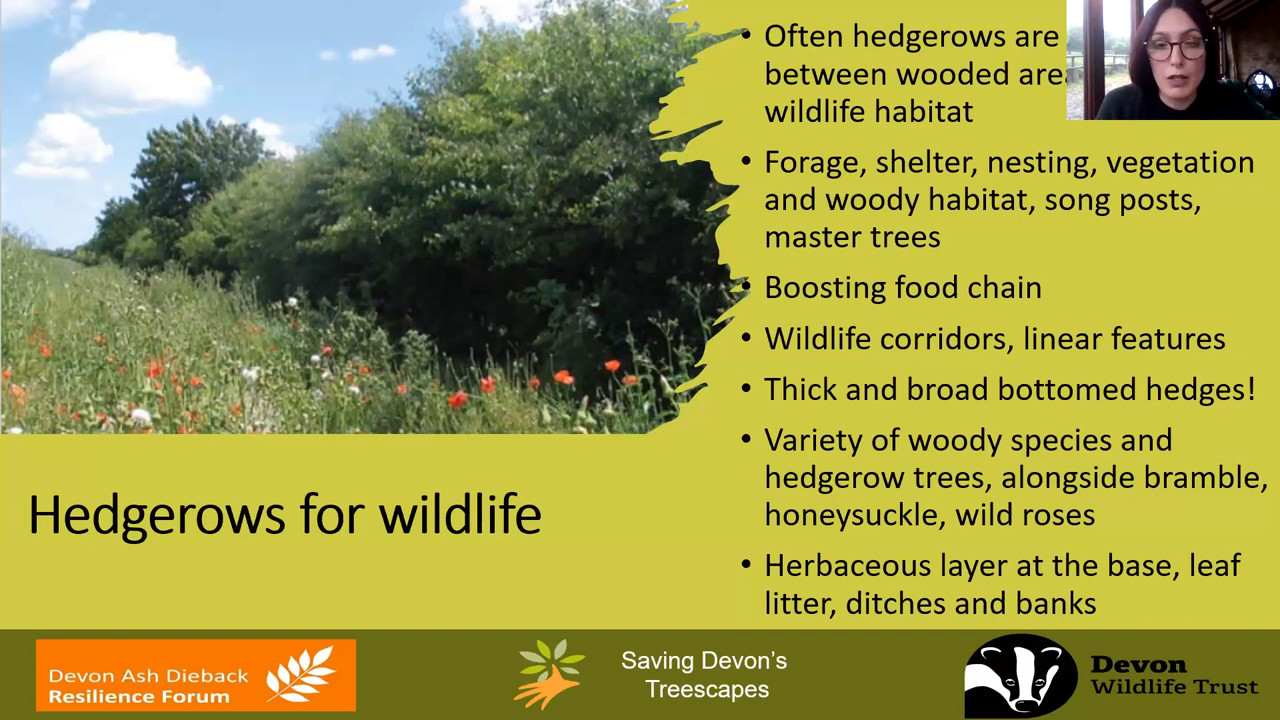 Often hedgerows are
between wooded
wildlife habitat
Forage, shelter, nesting, vegetation
and woody habitat, song posts,
master trees
Boosting food chain
Wildlife corridors, linear features
Thick and broad bottomed hedges!
Variety of woody species and
hedgerow trees, alongside bramble,
honeysuckle, wild roses
Herbaceous layer at the base, leaf
litter, ditches and banks
Hedgerows for wildlife
Devon Ash Dieback
Resilience Forum
Saving Devon's
Treescapes
Devon
Wildlife Trust